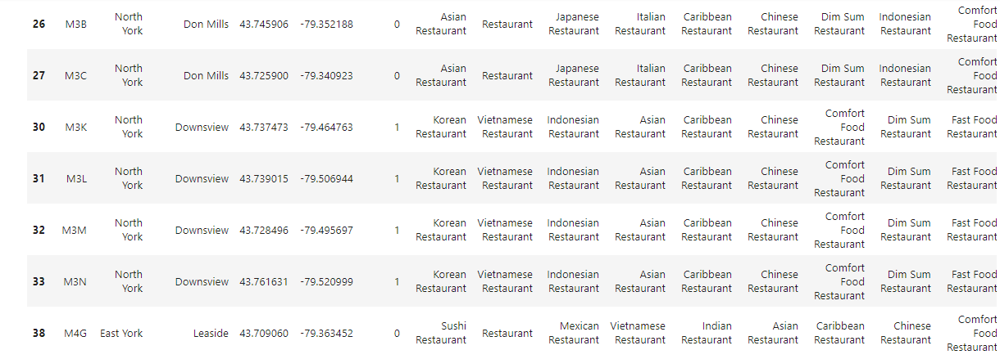 26 M3B North York Don Mills 43.745906 -79.352188 0 Asian Restaurant Restaurant Japanese Restaurant Italian Restaurant Caribbean Restaurant Chinese Restaurant Dim Sum Restaurant Indonesian Restaurant Comfort Food Restaurant
27 M3C North York Don Mills 43.725900 -79.340923 0 Asian Restaurant Restaurant Japanese Restaurant Italian Restaurant Caribbean Restaurant Chinese Restaurant Dim Sum Restaurant Indonesian Restaurant Comfort Food Restaurant
30 M3K North York Downsview 43.737473 -79.464763 1 Korean Restaurant Vietnamese Restaurant Indonesian Restaurant Asian Restaurant Caribbean Restaurant Chinese Restaurant Comfort Food Restaurant Dim Sum Restaurant Fast Food Restaurant
31 M3L North York Downsview 43.739015 -79.506944 1 Korean Restaurant Vietnamese Restaurant Indonesian Restaurant Asian Restaurant Caribbean Restaurant Chinese Restaurant Comfort Food Restaurant Dim Sum Restaurant Fast Food Restaurant
32 M3M North York Downsview 43.728496 -79.495697 1 Korean Restaurant Vietnamese Restaurant Indonesian Restaurant Asian Restaurant Caribbean Restaurant Chinese Restaurant Comfort Food Restaurant Dim Sum Restaurant Fast Food Restaurant
33 M3N North York Downsview 43.761631 -79.520999 1 Korean Restaurant Vietnamese Restaurant Indonesian Restaurant Asian Restaurant Caribbean Restaurant Chinese Restaurant Comfort Food Restaurant Dim Sum Restaurant Fast Food Restaurant
38 M4G East York Leaside 43.709060 -79.363452 0 Sushi Restaurant Restaurant Mexican Restaurant Vietnamese Restaurant Indian Restaurant Asian Restaurant Caribbean Restaurant Chinese Restaurant Comfort Food Restaurant